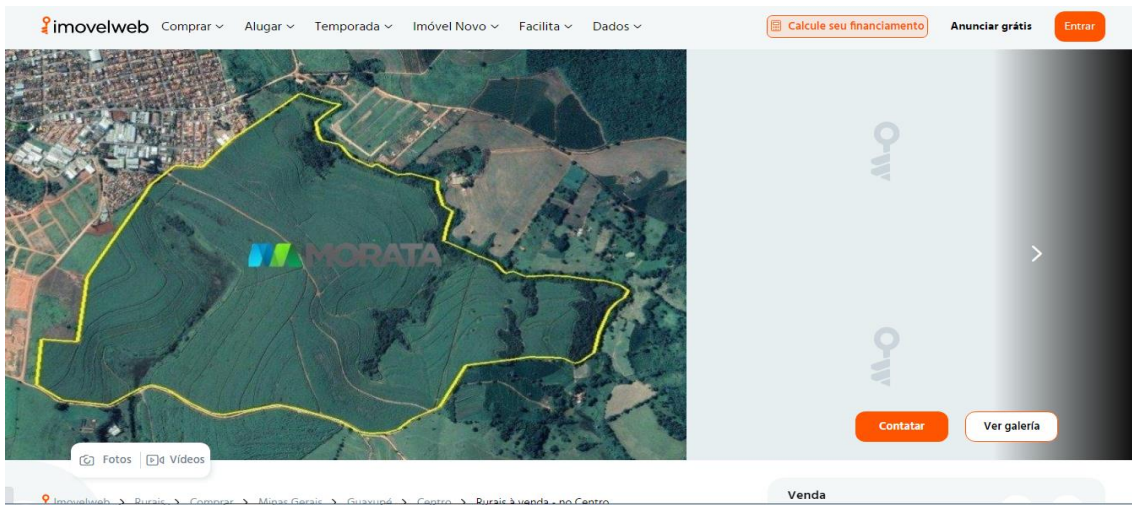 imovelweb Comprar Alugar Temporada Imóvel Novo Facilita Dados Calcule seu financiamento Anunciar grátis Entrar
MORATA
Contatar Ver galería
Fotos Vídeos
Imovelweb > Rurais > Comprar > Minas Gerais > Guaxupé > Centro > Rurais à venda - no Centro
Venda